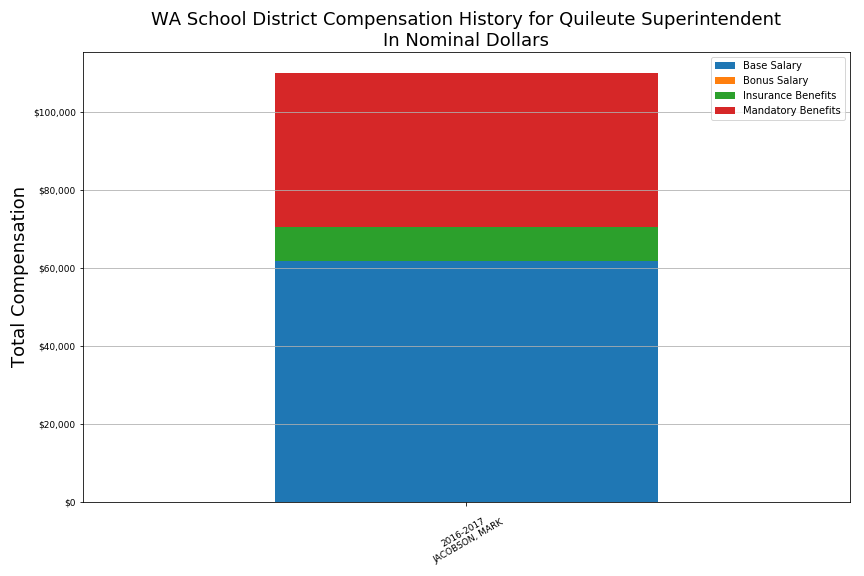 WA School District Compensation History for Quileute Superintendent
In Nominal Dollars
Base Salary
Bonus Salary
Insurance Benefits
Mandatory Benefits
Total Compensation
$100,000
$80,000
$60,000
$40,000
$20,000
$0
2016-2017
JACOBSON, MARK